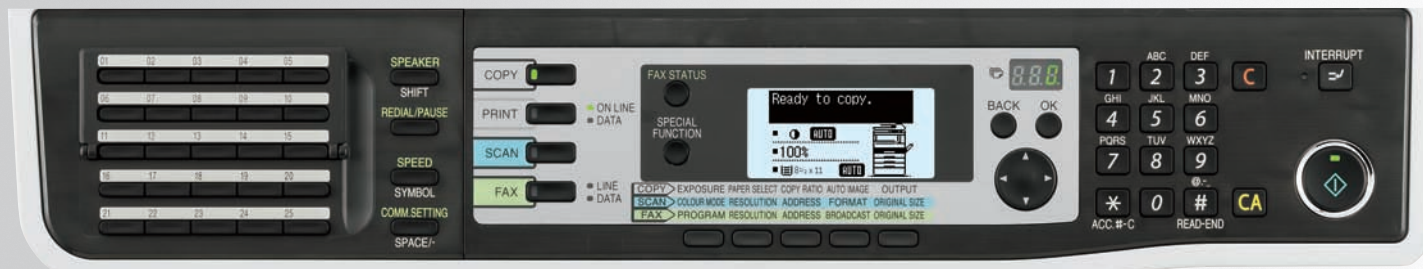 01 02 03 04 05
06 07 08 09 10
11 12 13 14 15
16 17 18 19 20
21 22 23 24 25
SPEAKER
SHIFT
REDIAL/PAUSE
SPEED
SYMBOL
COMM.SETTING
SPACE/-
COPY
PRINT
ON LINE
DATA
SCAN
FAX
LINE
DATA
FAX STATUS
SPECIAL
FUNCTION
Ready to copy.
AUTO
100%
8½ x 11 AUTO
COPY EXPOSURE PAPER SELECT COPY RATIO AUTO IMAGE OUTPUT
SCAN COLOUR MODE RESOLUTION ADDRESS FORMAT ORIGINAL SIZE
FAX PROGRAM RESOLUTION ADDRESS BROADCAST ORIGINAL SIZE
BACK OK
ABC DEF
1 2 3 C
GHI JKL MNO
4 5 6
PQRS TUV WXYZ
7 8 9
@.-_
* 0 # CA
ACC.#-C READ-END
INTERRUPT